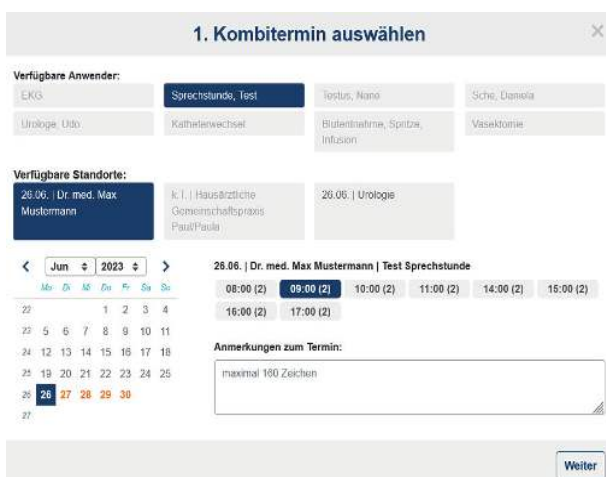 1. Kombitermin auswählen
×
Verfügbare Anwender:
EKG
Sprechstunde, Test
Testus, Nano
Sche, Daniela
Urologe, Udo
Katheterwechsel
Blutentnahme, Spritze,
Infusion
Vasektomie
Verfügbare Standorte:
26.06. | Dr. med. Max
Mustermann
k. T. | Hausärztliche
Gemeinschaftspraxis
Paul/Paula
26.06. | Urologie
Jun 2023
Mo Di Mi Do Fr Sa So
22 1 2 3 4
23 5 6 7 8 9 10 11
24 12 13 14 15 16 17 18
25 19 20 21 22 23 24 25
26 26 27 28 29 30
27
26.06. | Dr. med. Max Mustermann | Test Sprechstunde
08:00 (2) 09:00 (2) 10:00 (2) 11:00 (2) 14:00 (2) 15:00 (2)
16:00 (2) 17:00 (2)
Anmerkungen zum Termin:
maximal 160 Zeichen
Weiter